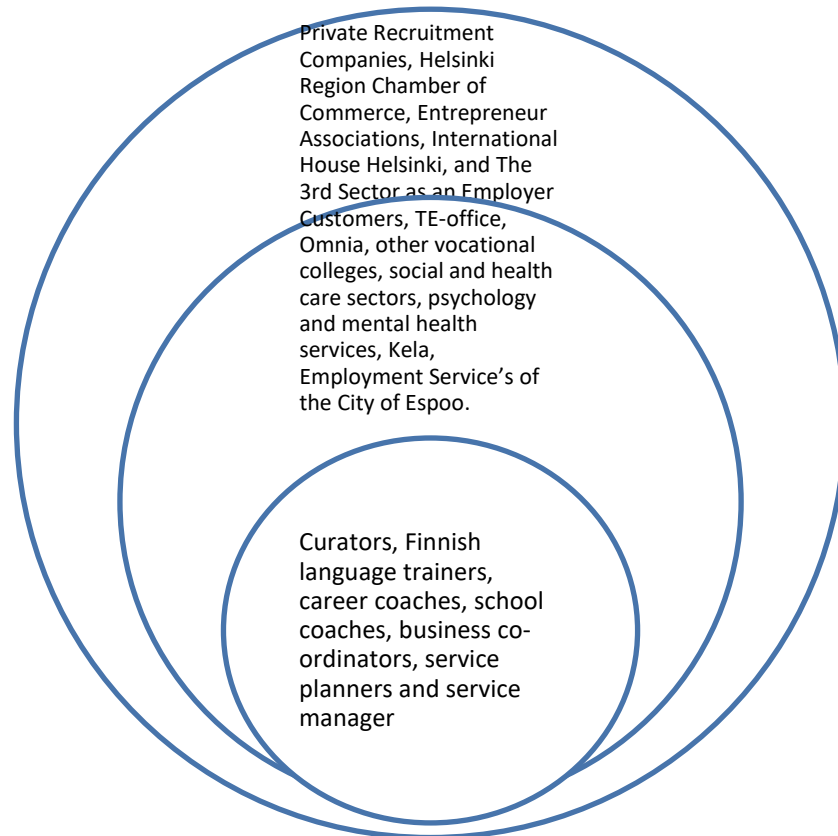 Private Recruitment
Companies, Helsinki
Region Chamber of
Commerce, Entrepreneur
Associations, International
House Helsinki, and The
3rd Sector as an Employer
Customers, TE-office,
Omnia, other vocational
colleges, social and health
care sectors, psychology
and mental health
services, Kela,
Employment Service’s of
the City of Espoo.
Curators, Finnish
language trainers,
career coaches, school
coaches, business co-
ordinators, service
planners and service
manager